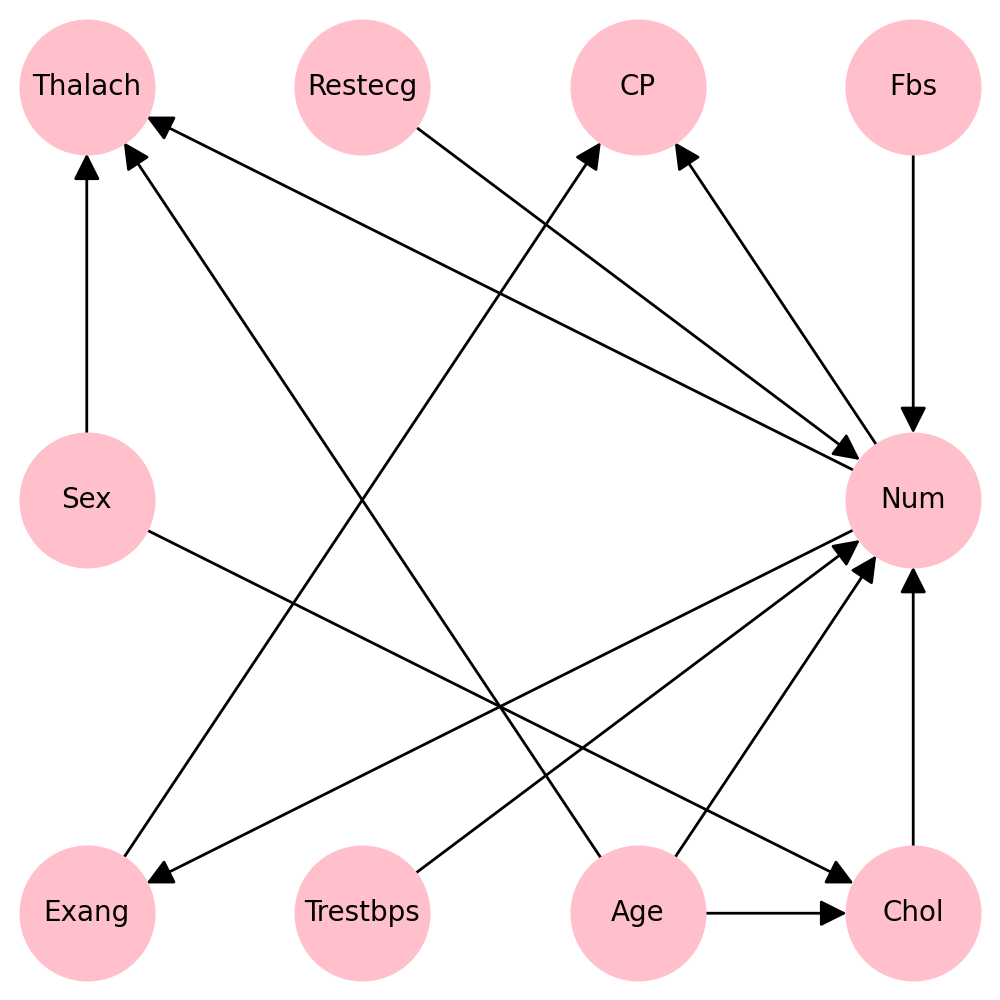 Thalach
Restecg
CP
Fbs
Sex
Num
Exang
Trestbps
Age
Chol